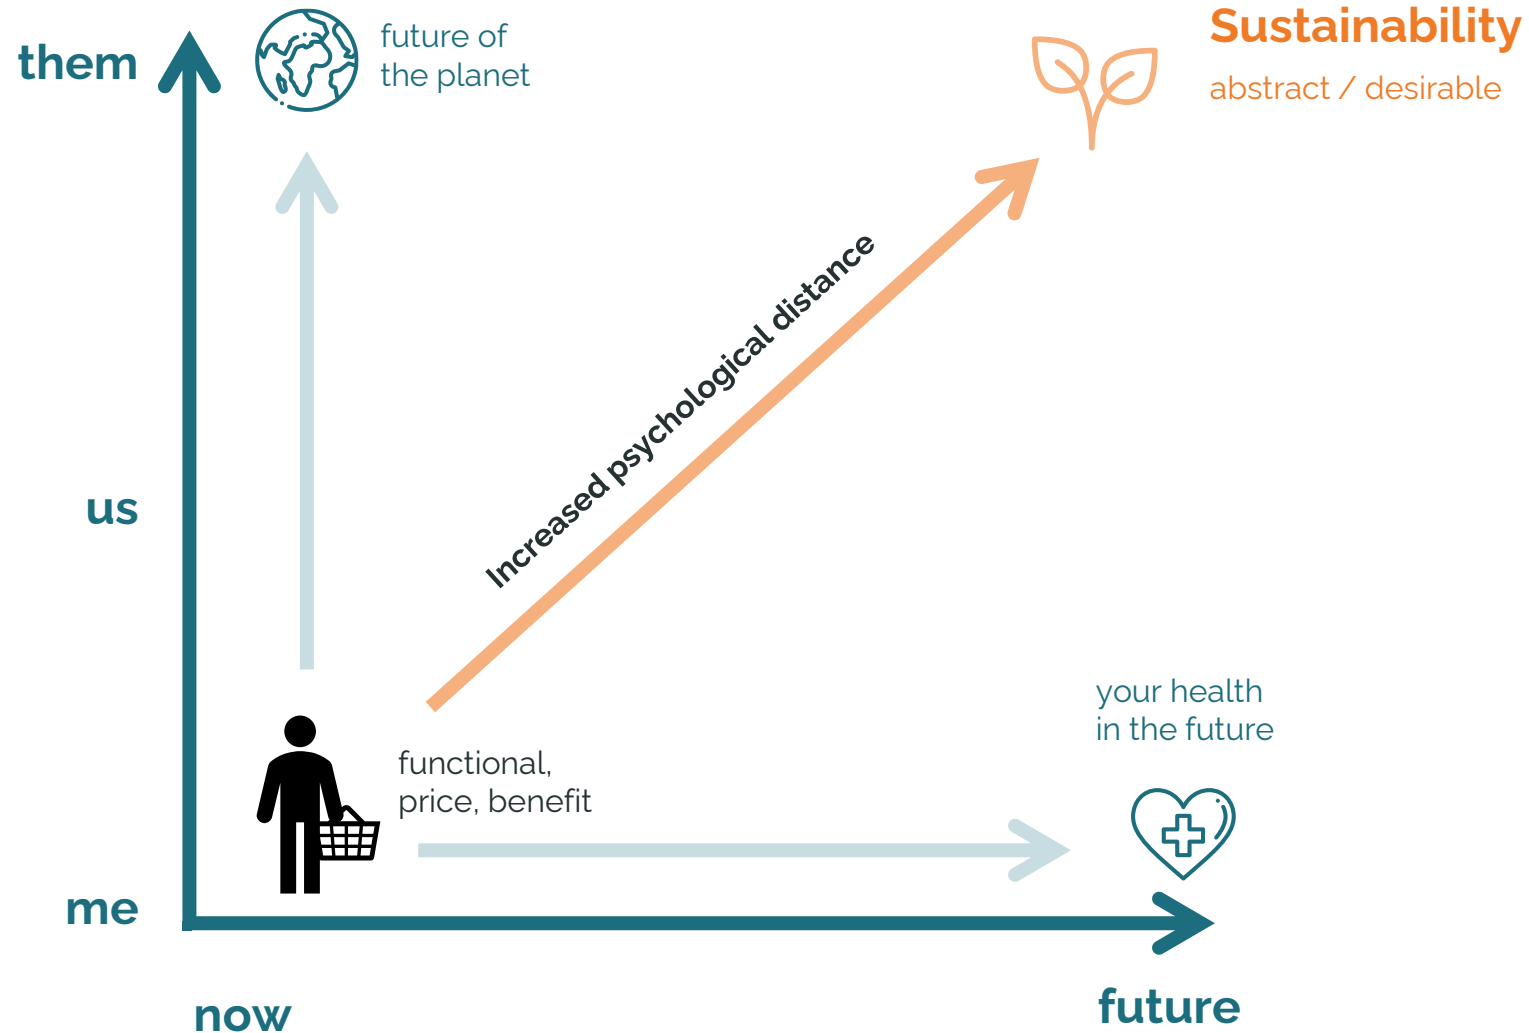 them
future of
the planet
Sustainability
abstract / desirable
Increased psychological distance
us
your health
in the future
functional,
price, benefit
me
now
future